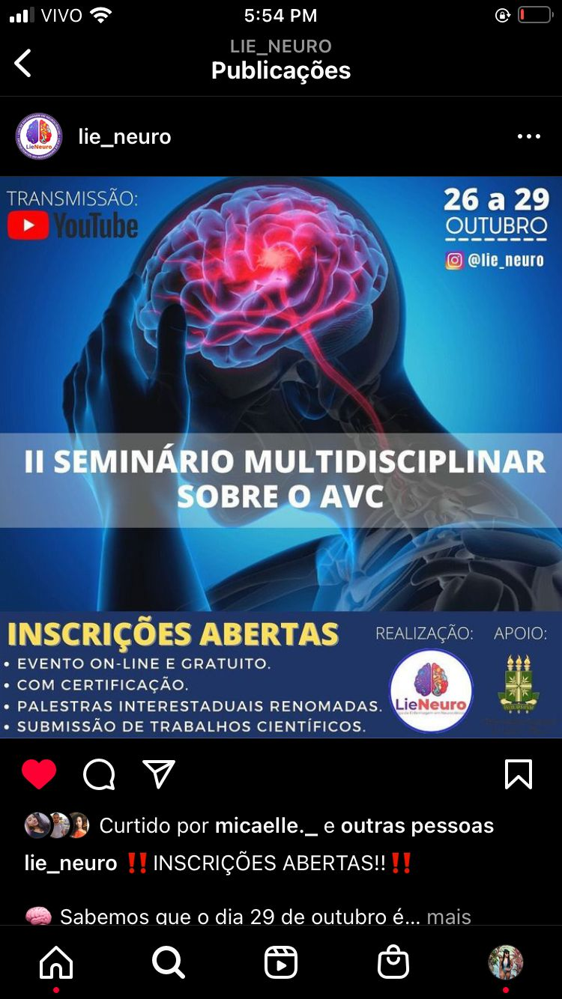 VIVO 5:54 PM
LIE_NEURO
Publicações
lie_neuro
TRANSMISSÃO:
YouTube
26 a 29
OUTUBRO
@lie_neuro
II SEMINÁRIO MULTIDISCIPLINAR
SOBRE O AVC
INSCRIÇÕES ABERTAS
• EVENTO ON-LINE E GRATUITO.
• COM CERTIFICAÇÃO.
• PALESTRAS INTERESTADUAIS RENOMADAS.
• SUBMISSÃO DE TRABALHOS CIENTÍFICOS.
REALIZAÇÃO:
LieNeuro
APOIO:
Curtido por micaelle._ e outras pessoas
lie_neuro ‼️INSCRIÇÕES ABERTAS!!‼️
🧠 Sabemos que o dia 29 de outubro é... mais